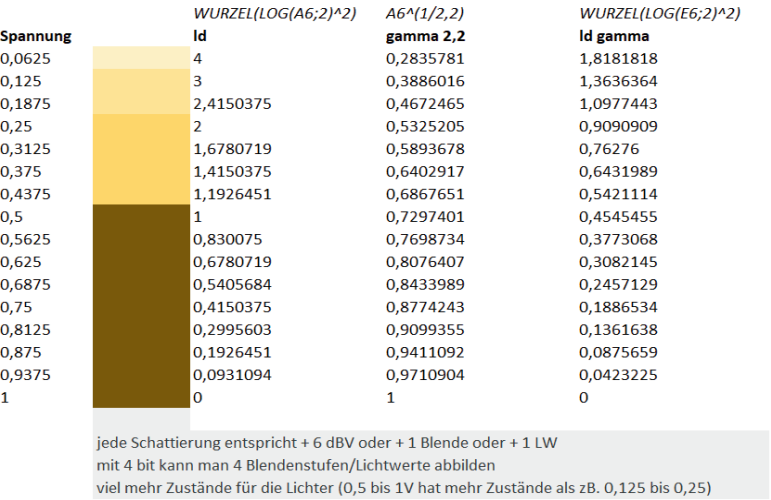 WURZEL(LOG(A6;2)^2) A6^(1/2,2) WURZEL(LOG(E6;2)^2)
Spannung ld gamma 2,2 ld gamma
0,0625 4 0,2835781 1,8181818
0,125 3 0,3886016 1,3636364
0,1875 2,4150375 0,4672465 1,0977443
0,25 2 0,5325205 0,9090909
0,3125 1,6780719 0,5893678 0,76276
0,375 1,4150375 0,6402917 0,6431989
0,4375 1,1926451 0,6867651 0,5421114
0,5 1 0,7297401 0,4545455
0,5625 0,830075 0,7698734 0,3773068
0,625 0,6780719 0,8076407 0,3082145
0,6875 0,5405684 0,8433989 0,2457129
0,75 0,4150375 0,8774243 0,1886534
0,8125 0,2995603 0,9099355 0,1361638
0,875 0,1926451 0,9411092 0,0875659
0,9375 0,0931094 0,9710904 0,0423225
1 0 1 0
jede Schattierung entspricht + 6 dBV oder + 1 Blende oder + 1 LW
mit 4 bit kann man 4 Blendenstufen/Lichtwerte abbilden
viel mehr Zustände für die Lichter (0,5 bis 1V hat mehr Zustände als zB. 0,125 bis 0,25)